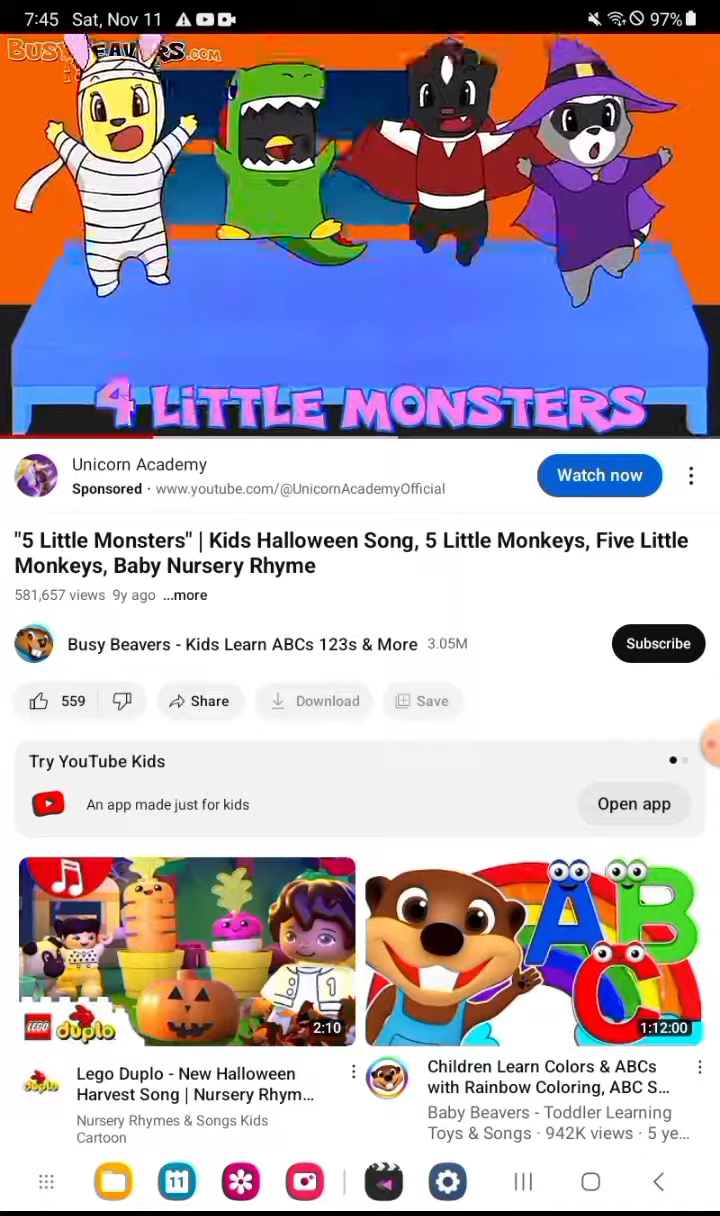 7:45 Sat, Nov 11
97%
BUSY BEAVERS.COM
4 LiTTLE MONSTERS
Unicorn Academy
Sponsored · www.youtube.com/@UnicornAcademyOfficial
Watch now
"5 Little Monsters" | Kids Halloween Song, 5 Little Monkeys, Five Little
Monkeys, Baby Nursery Rhyme
581,657 views 9y ago ...more
Busy Beavers - Kids Learn ABCs 123s & More 3.05M
Subscribe
559
Share
Download
Save
Try YouTube Kids
An app made just for kids
Open app
1
LEGO duplo
2:10
A B C
1:12:00
duplo
Lego Duplo - New Halloween
Harvest Song | Nursery Rhym...
Nursery Rhymes & Songs Kids
Cartoon
Children Learn Colors & ABCs
with Rainbow Coloring, ABC S...
Baby Beavers - Toddler Learning
Toys & Songs · 942K views · 5 ye...
11